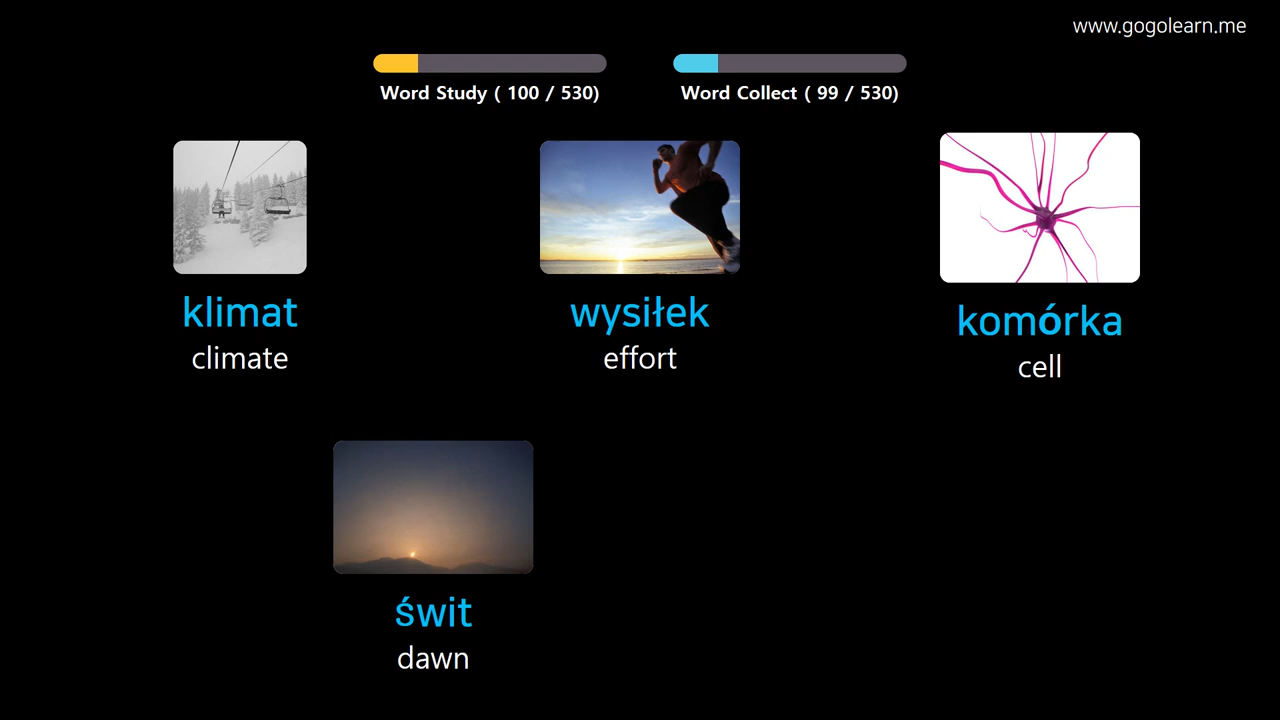 www.gogolearn.me
Word Study ( 100 / 530)
Word Collect ( 99 / 530)
klimat
climate
wysiłek
effort
komórka
cell
świt
dawn